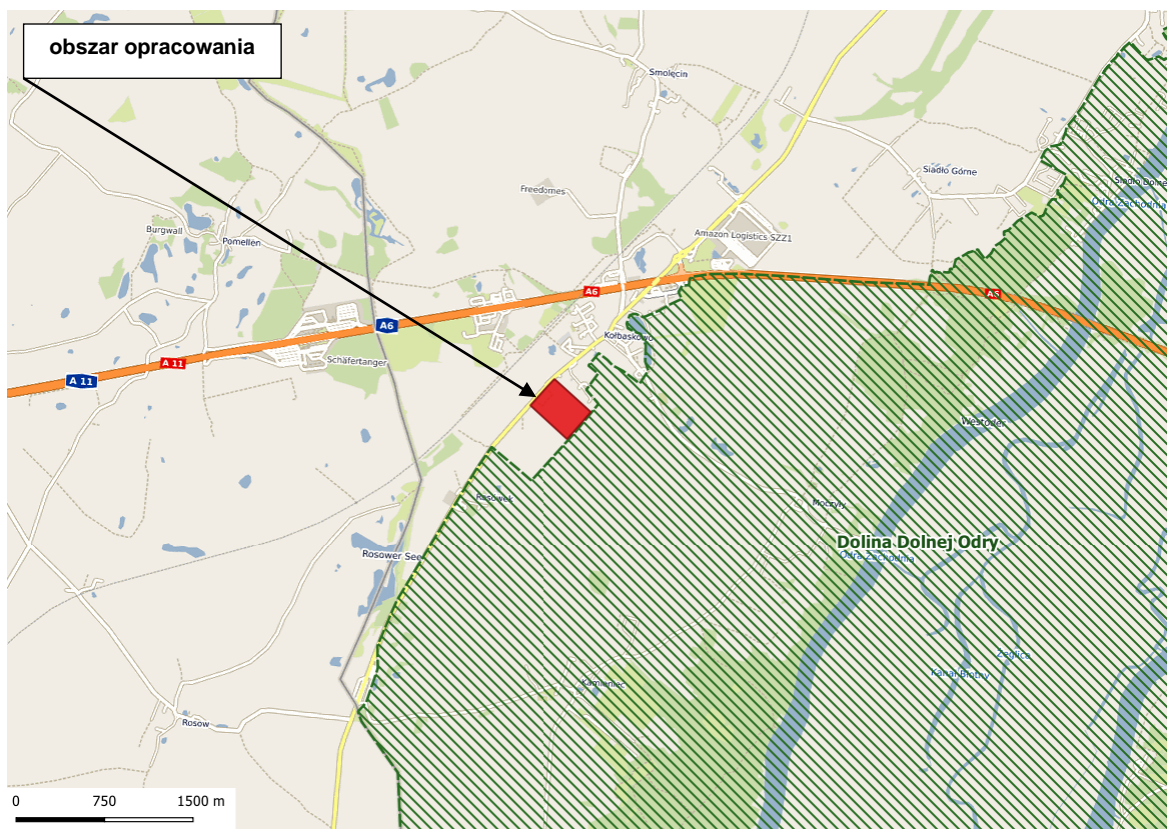 obszar opracowania
Smolęcin
Siadło Górne
Siadło Dolne
Odra Zachodnia
Freedomes
Burgwall
Pomellen
Amazon Logistics SZZ1
A6
A6
A6
Kołbaskowo
Schäfertanger
A 11
A 11
Westoder
Rosówek
Moczyły
Dolina Dolnej Odry
Odra Zachodnia
Rosower See
Żeglica
Kanał Błotny
Kamieniec
Rosow
0 750 1500 m